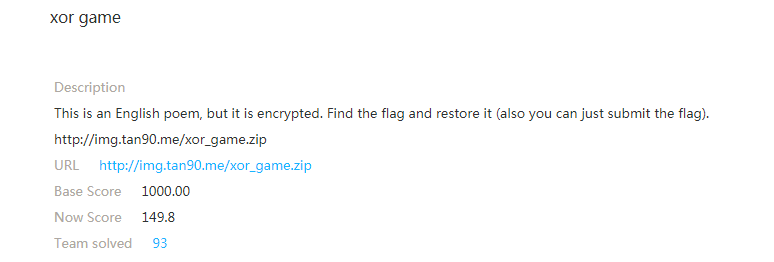 xor game
Description
This is an English poem, but it is encrypted. Find the flag and restore it (also you can just submit the flag).
http://img.tan90.me/xor_game.zip
URL http://img.tan90.me/xor_game.zip
Base Score 1000.00
Now Score 149.8
Team solved 93